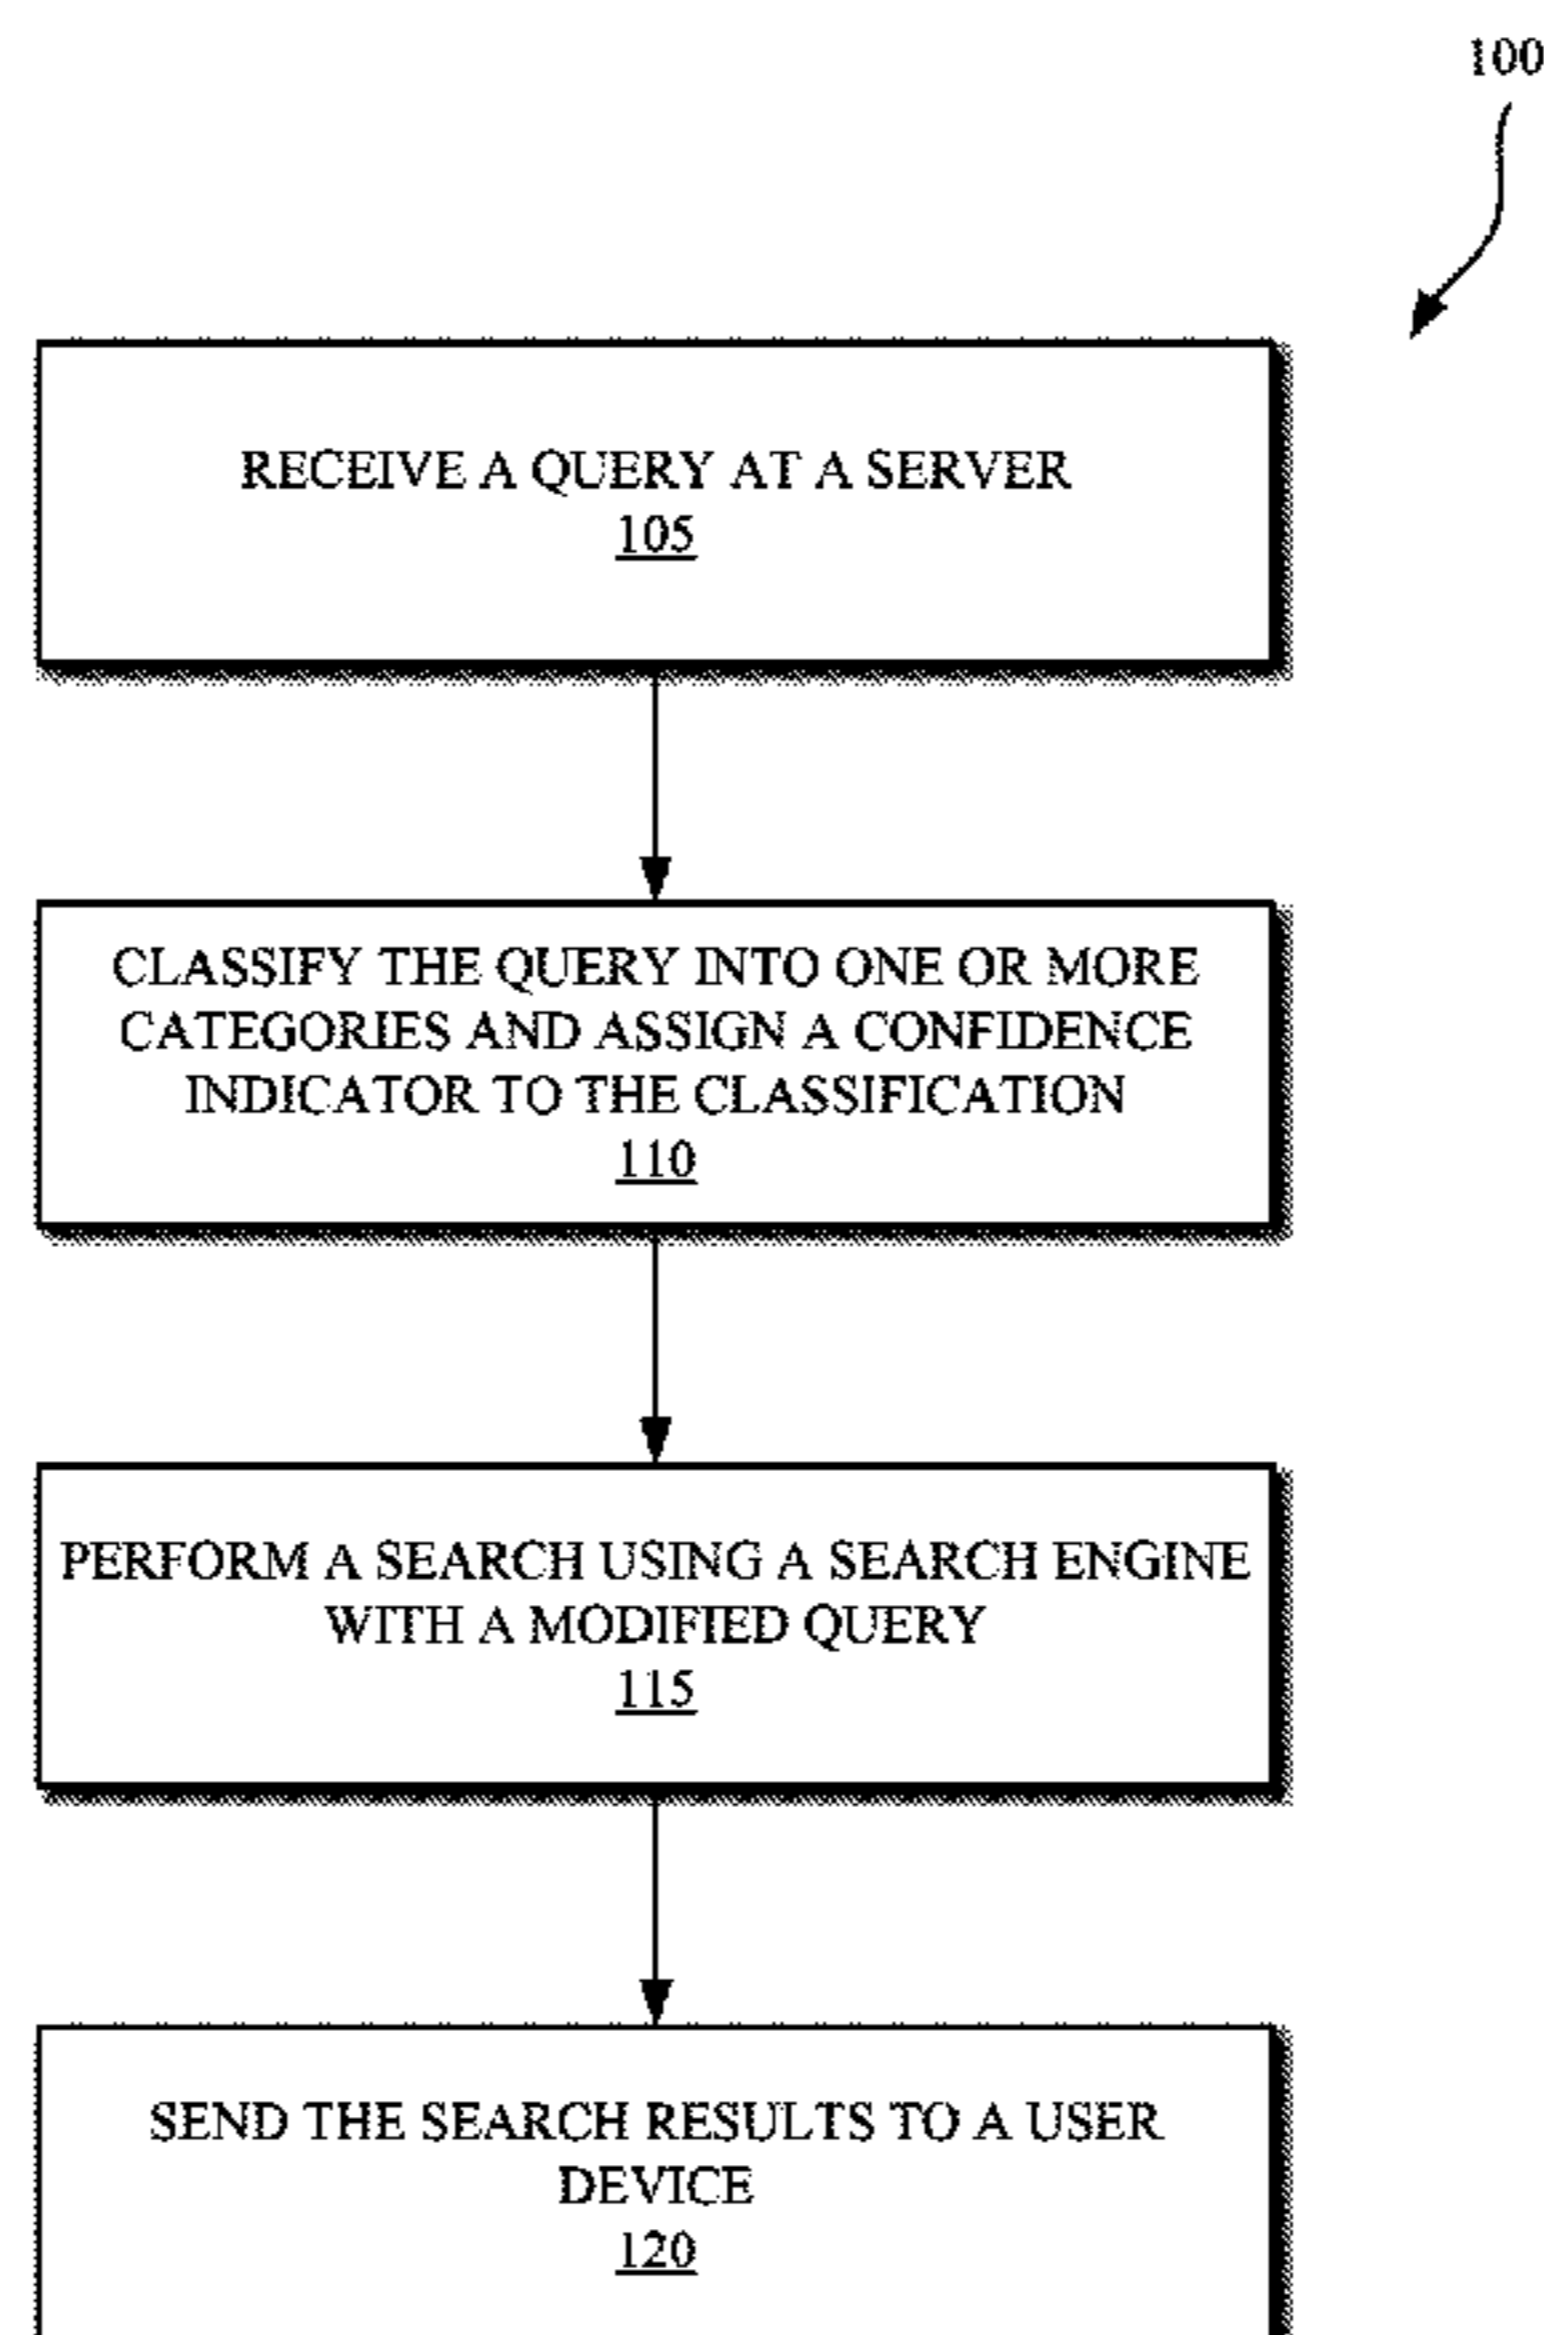 100
RECEIVE A QUERY AT A SERVER
105
CLASSIFY THE QUERY INTO ONE OR MORE
CATEGORIES AND ASSIGN A CONFIDENCE
INDICATOR TO THE CLASSIFICATION
110
PERFORM A SEARCH USING A SEARCH ENGINE
WITH A MODIFIED QUERY
115
SEND THE SEARCH RESULTS TO A USER
DEVICE
120